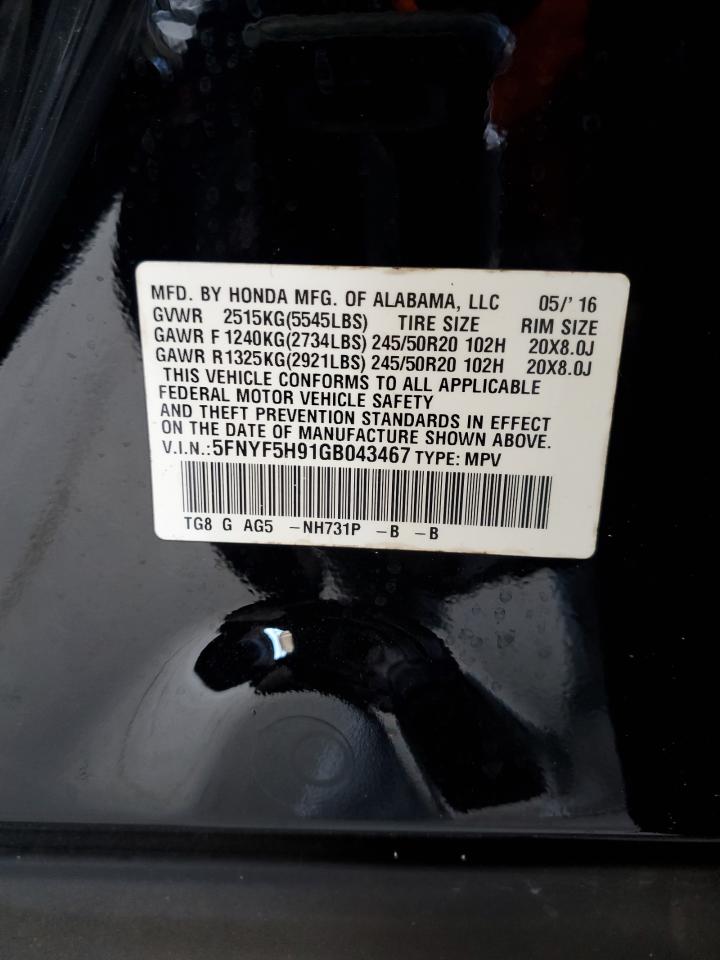 MFD. BY HONDA MFG. OF ALABAMA, LLC 05/'16
GVWR 2515KG(5545LBS) TIRE SIZE RIM SIZE
GAWR F 1240KG(2734LBS) 245/50R20 102H 20X8.0J
GAWR R 1325KG(2921LBS) 245/50R20 102H 20X8.0J
THIS VEHICLE CONFORMS TO ALL APPLICABLE
FEDERAL MOTOR VEHICLE SAFETY
AND THEFT PREVENTION STANDARDS IN EFFECT
ON THE DATE OF MANUFACTURE SHOWN ABOVE.
V.I.N.:5FNYF5H91GB043467 TYPE: MPV
TG8 G AG5 -NH731P -B -B